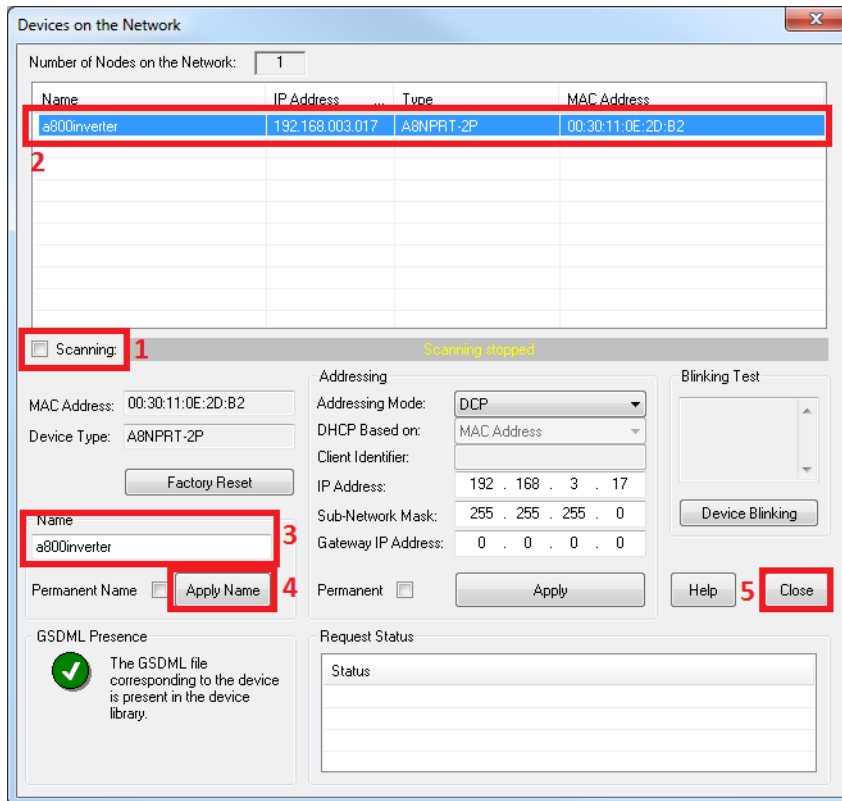 Devices on the Network
Number of Nodes on the Network: 1
Name IP Address ... Type MAC Address
a800inverter 192.168.003.017 A8NPRT-2P 00:30:11:0E:2D:B2
2
Scanning: 1 Scanning stopped
MAC Address: 00:30:11:0E:2D:B2
Device Type: A8NPRT-2P
Factory Reset
Name
a800inverter
3
Permanent Name Apply Name 4
Addressing
Addressing Mode: DCP
DHCP Based on: MAC Address
Client Identifier:
IP Address: 192 . 168 . 3 . 17
Sub-Network Mask: 255 . 255 . 255 . 0
Gateway IP Address: 0 . 0 . 0 . 0
Permanent Apply
Blinking Test
Device Blinking
Help 5 Close
GSDML Presence
The GSDML file
corresponding to the device
is present in the device
library.
Request Status
Status